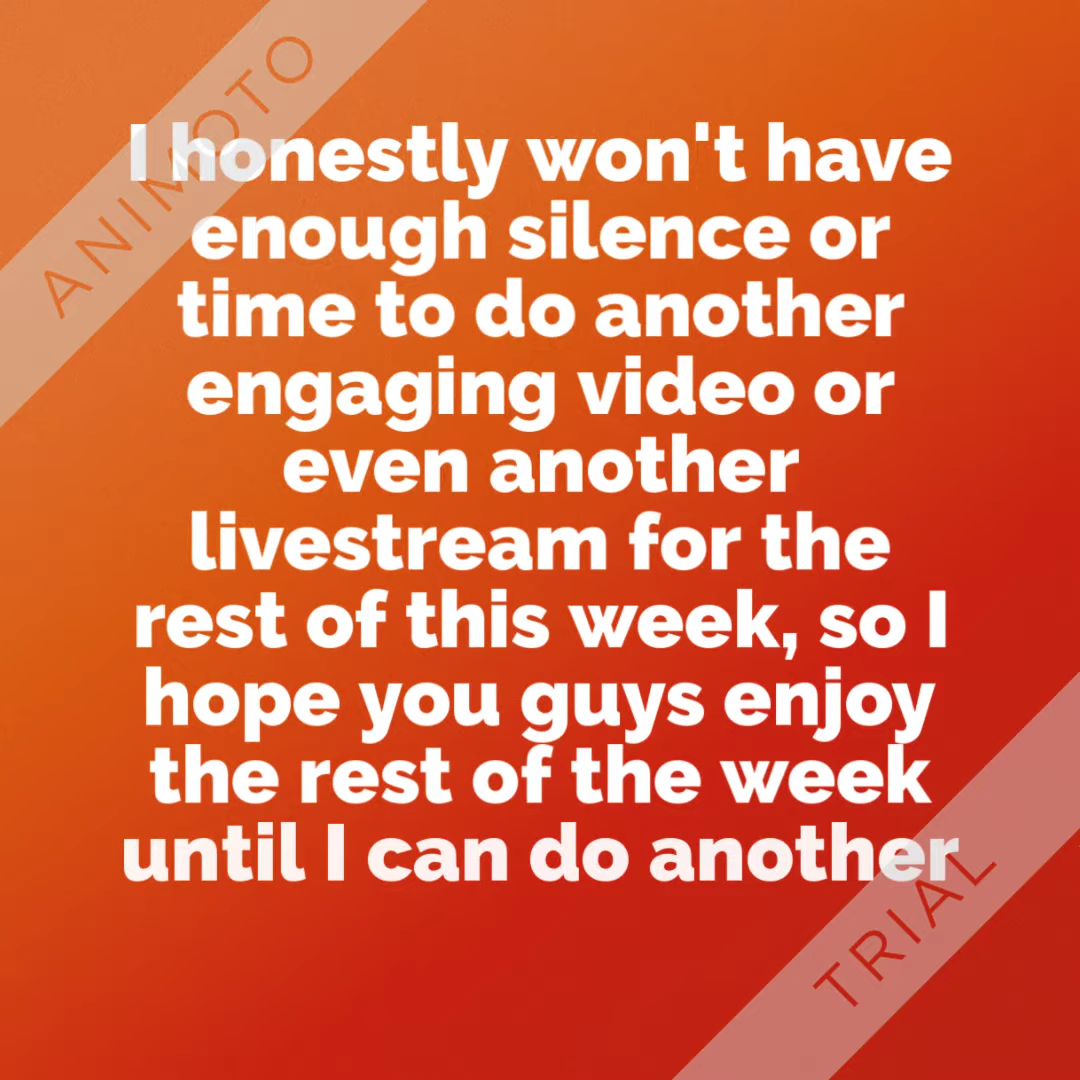 ANIMOTO
I honestly won't have
enough silence or
time to do another
engaging video or
even another
livestream for the
rest of this week, so I
hope you guys enjoy
the rest of the week
until I can do another
TRIAL